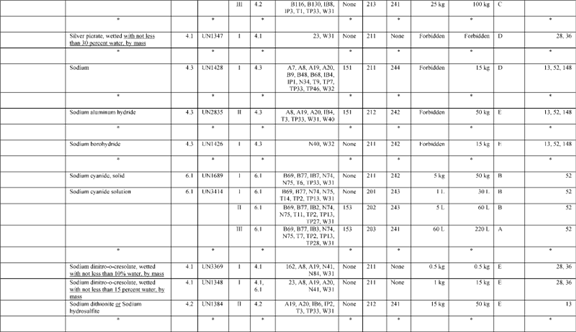 III 4.2 B116, B130, IB8, None 213 241 25 kg 100 kg C
IP3, T1, TP33, W31
* * * * * * *
Silver picrate, wetted with not less 4.1 UN1347 I 4.1 23, W31 None 211 None Forbidden Forbidden D 28, 36
than 30 percent water, by mass
* * * * * * *
Sodium 4.3 UN1428 I 4.3 A7, A8, A19, A20, 151 211 244 Forbidden 15 kg D 13, 52, 148
B9, B48, B68, IB4,
IP1, N34, T9, TP7,
TP33, TP46, W32
* * * * * * *
Sodium aluminum hydride 4.3 UN2835 II 4.3 A8, A19, A20, IB4, 151 212 242 Forbidden 50 kg E 13, 52, 148
T3, TP33, W31, W40
* * * * * * *
Sodium borohydride 4.3 UN1426 I 4.3 N40, W32 None 211 242 Forbidden 15 kg E 13, 52, 148
* * * * * * *
Sodium cyanide, solid 6.1 UN1689 I 6.1 B69, B77, IB7, N74, None 211 242 5 kg 50 kg B 52
N75, T6, TP33, W31
Sodium cyanide solution 6.1 UN3414 I 6.1 B69, B77, N74, N75, None 201 243 1 L 30 L B 52
T14, TP2, TP13, W31
II 6.1 B69, B77, IB2, N74, 153 202 243 5 L 60 L B 52
N75, T11, TP2, TP13,
TP27, W31
III 6.1 B69, B77, IB3, N74, 153 203 241 60 L 220 L A 52
N75, T7, TP2, TP13,
TP28, W31
* * * * * * *
Sodium dinitro-o-cresolate, wetted 4.1 UN3369 I 4.1 162, A8, A19, N41, None 211 None 0.5 kg 0.5 kg E 28, 36
with not less than 10% water, by mass N84, W31
Sodium dinitro-o-cresolate, wetted 4.1 UN1348 I 4.1, 23, A8, A19, A20, None 211 None 1 kg 15 kg E 28, 36
with not less than 15 percent water, by 6.1 N41, W31
mass
Sodium dithionite or Sodium 4.2 UN1384 II 4.2 A19, A20, IB6, IP2, None 212 241 15 kg 50 kg E 13
hydrosulfite T3, TP33, W31
* * * * * * *